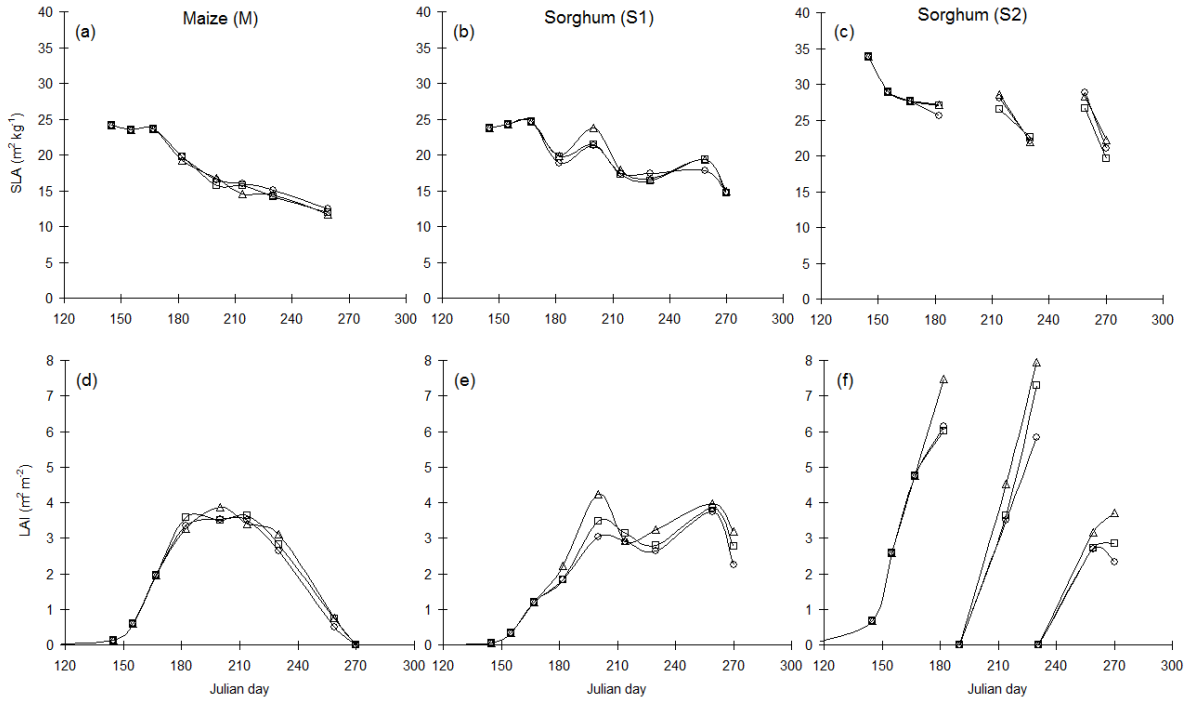 Maize (M) Sorghum (S1) Sorghum (S2)
(a) (b) (c)
40 40 40
35 35 35
30 30 30
25 25 25
20 20 20
15 15 15
10 10 10
5 5 5
0 0 0
SLA (m² kg⁻¹)
120 150 180 210 240 270 300 120 150 180 210 240 270 300 120 150 180 210 240 270 300
(d) (e) (f)
8 8 8
7 7 7
6 6 6
5 5 5
4 4 4
3 3 3
2 2 2
1 1 1
0 0 0
LAI (m² m⁻²)
120 150 180 210 240 270 300 120 150 180 210 240 270 300 120 150 180 210 240 270 300
Julian day Julian day Julian day